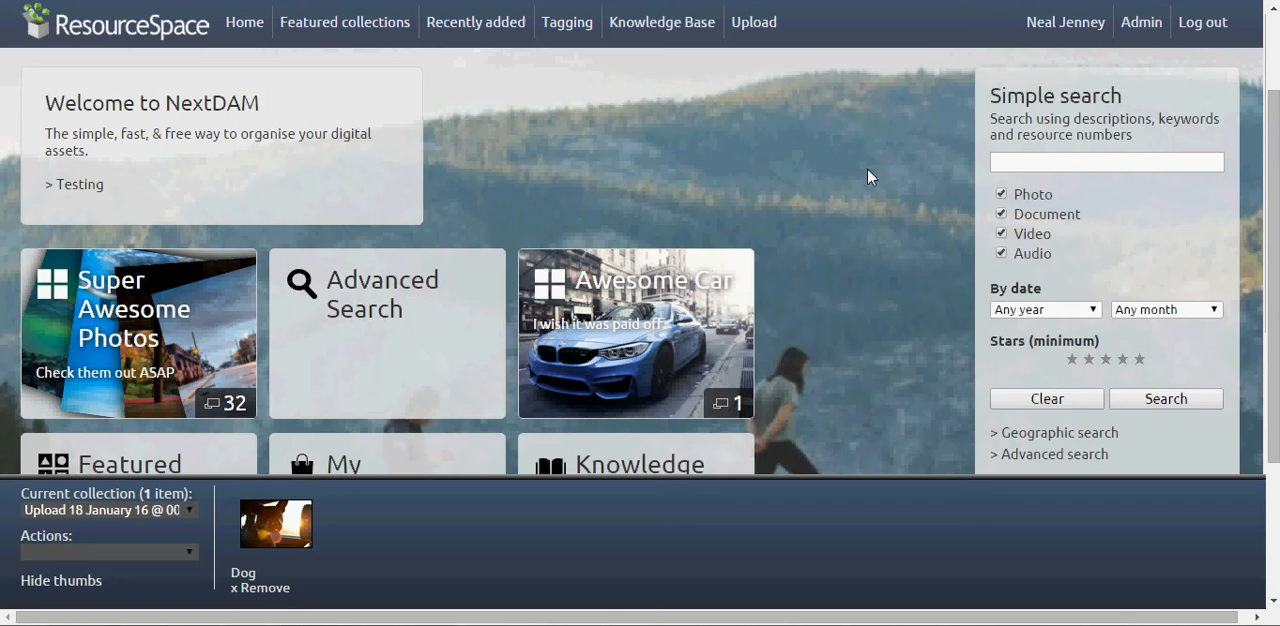 ResourceSpace
Home
Featured collections
Recently added
Tagging
Knowledge Base
Upload
Neal Jenney
Admin
Log out
Welcome to NextDAM
The simple, fast, & free way to organise your digital
assets.
> Testing
Super
Awesome
Photos
Check them out ASAP
32
Advanced
Search
Awesome Car
I wish it was paid off.
1
Featured
My
Knowledge
Simple search
Search using descriptions, keywords
and resource numbers
Photo
Document
Video
Audio
By date
Any year
Any month
Stars (minimum)
Clear
Search
> Geographic search
> Advanced search
Current collection (1 item):
Upload 18 January 16 @ 00
Actions:
Hide thumbs
Dog
x Remove